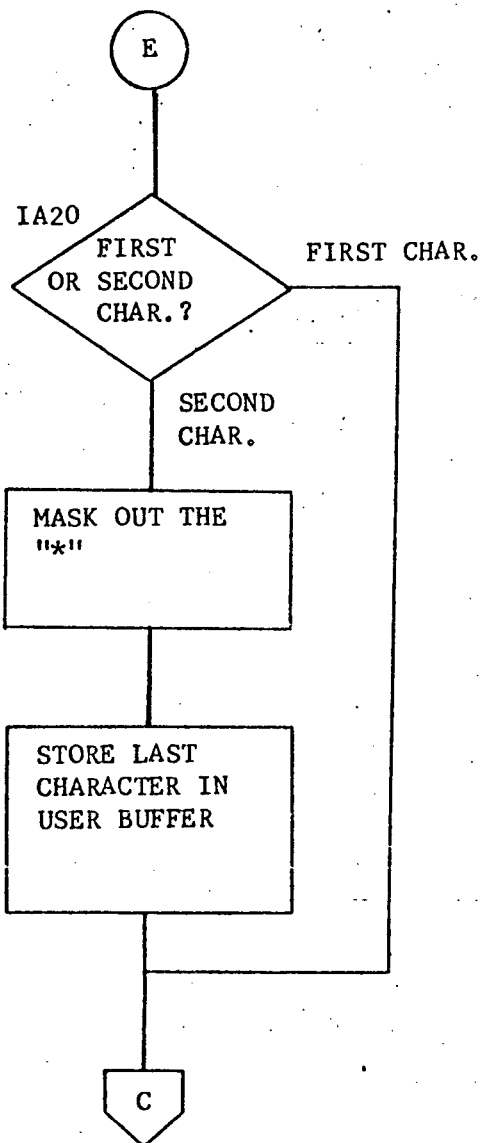 E
IA20
FIRST
OR SECOND
CHAR.?
FIRST CHAR.
SECOND
CHAR.
MASK OUT THE
"*"
STORE LAST
CHARACTER IN
USER BUFFER
C